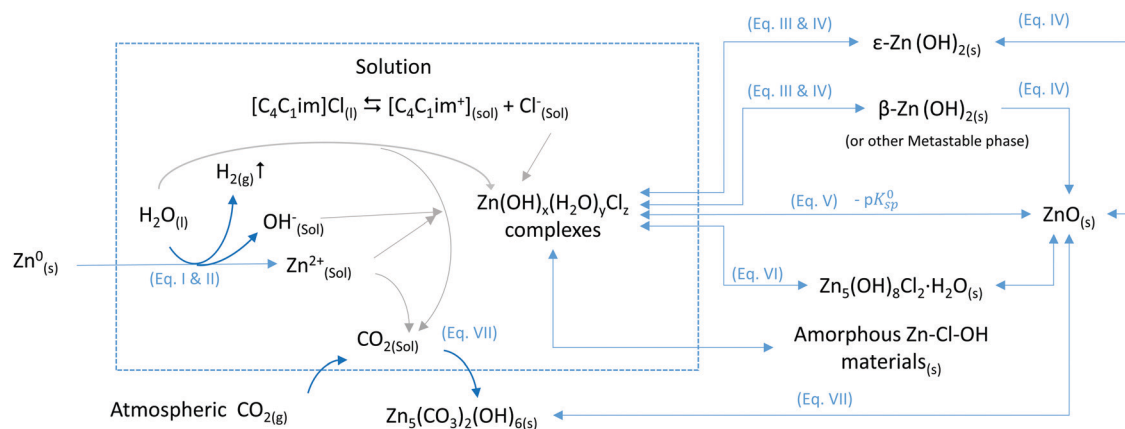 (Eq. III & IV)
ε-Zn (OH)₂₍ₛ₎
(Eq. IV)
Solution
[C₄C₁im]Cl₍ₗ₎ ⇆ [C₄C₁im⁺]₍ₛₒₗ₎ + Cl⁻₍Sol₎
(Eq. III & IV)
β-Zn (OH)₂₍ₛ₎
(Eq. IV)
(or other Metastable phase)
H₂₍g₎↑
H₂O₍ₗ₎
OH⁻₍Sol₎
Zn(OH)ₓ(H₂O)ᵧCl_z
complexes
(Eq. V) - pK⁰ₛₚ
ZnO₍ₛ₎
Zn⁰₍ₛ₎
(Eq. I & II)
Zn²⁺₍Sol₎
(Eq. VI)
Zn₅(OH)₈Cl₂·H₂O₍ₛ₎
CO₂₍Sol₎
(Eq. VII)
Amorphous Zn-Cl-OH
materials₍ₛ₎
Atmospheric CO₂₍g₎
Zn₅(CO₃)₂(OH)₆₍ₛ₎
(Eq. VII)